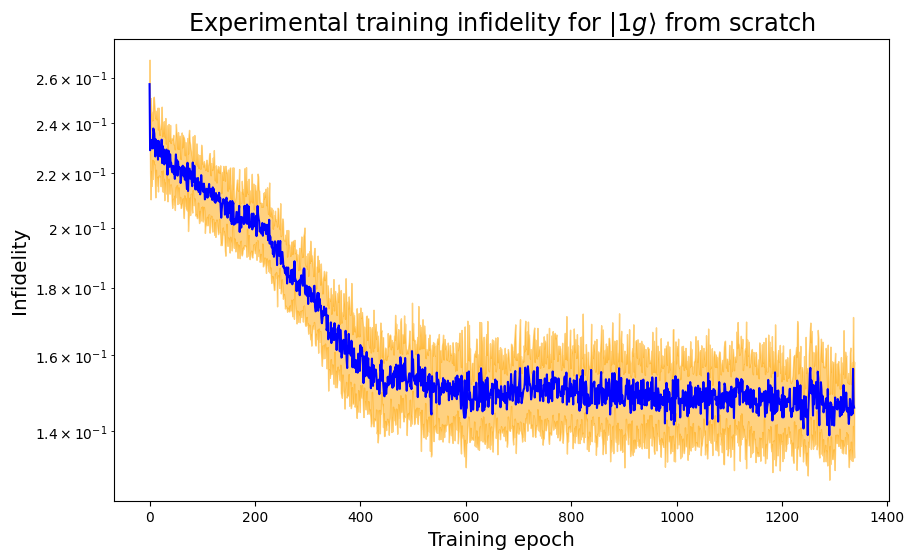 Experimental training infidelity for |1g⟩ from scratch
2.6 × 10⁻¹
2.4 × 10⁻¹
2.2 × 10⁻¹
2 × 10⁻¹
1.8 × 10⁻¹
1.6 × 10⁻¹
1.4 × 10⁻¹
Infidelity
0 200 400 600 800 1000 1200 1400
Training epoch